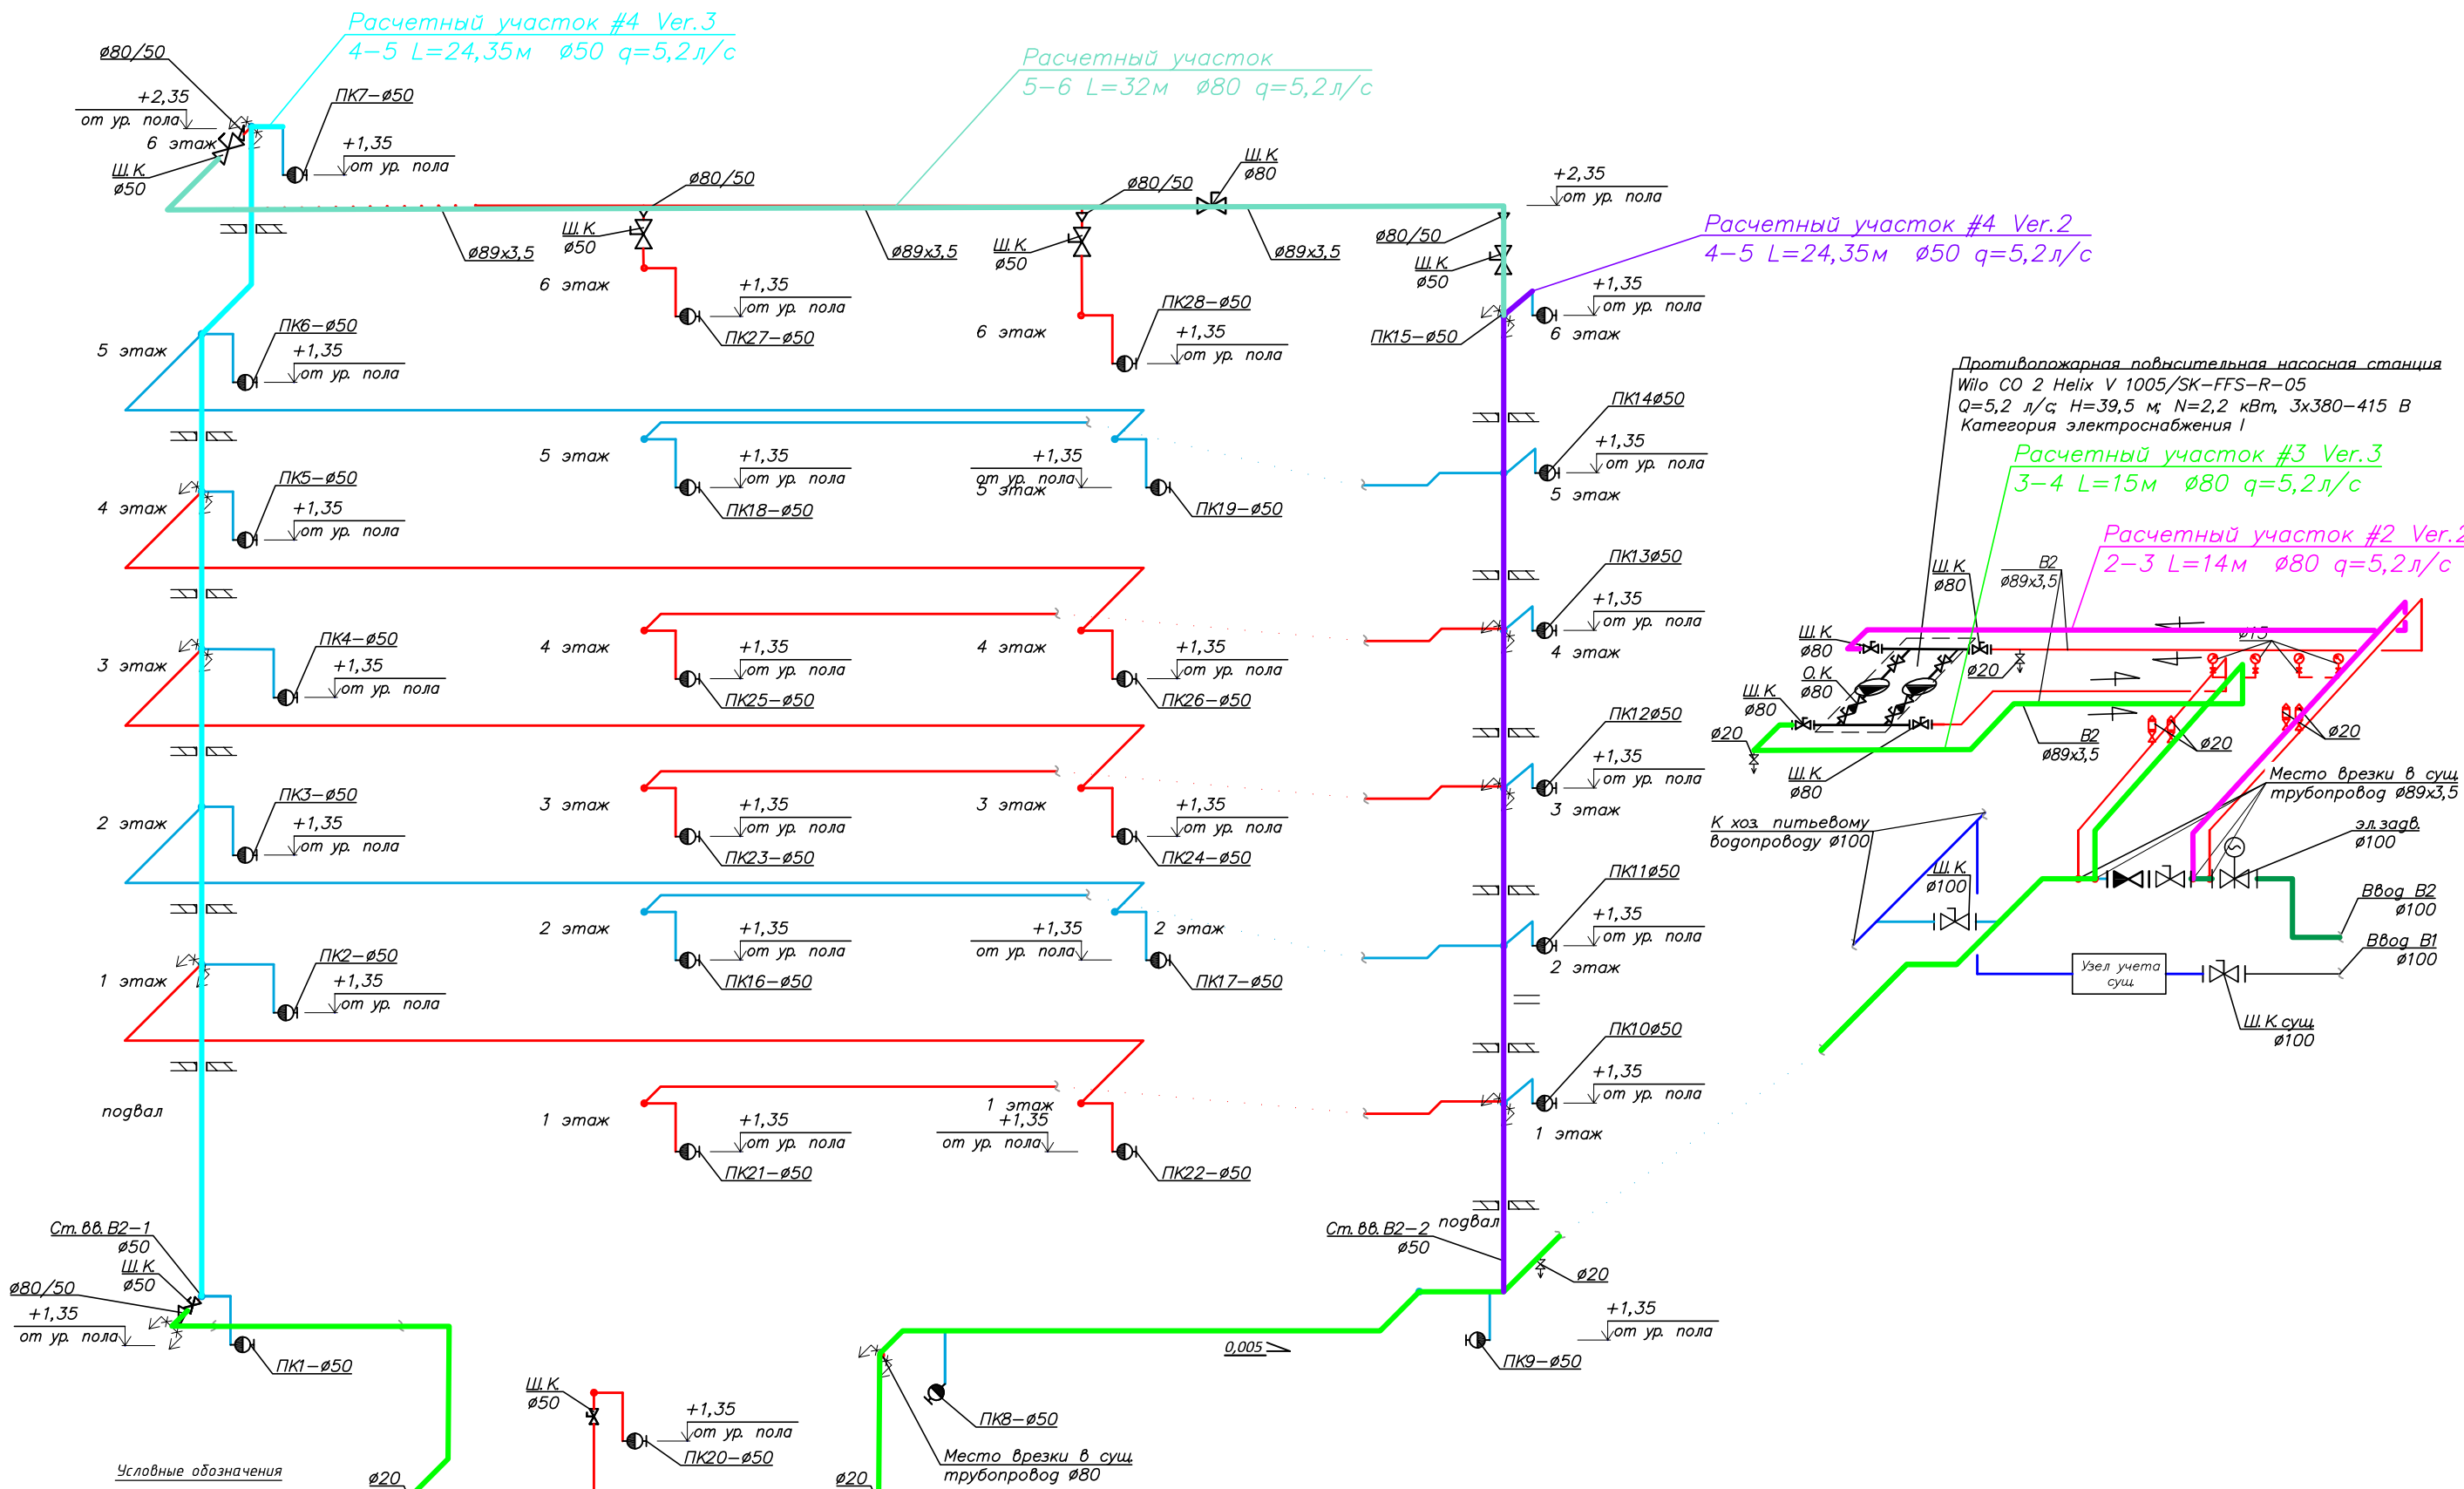 Расчетный участок #4 Ver.3
4-5 L=24,35м ø50 q=5,2л/с
ø80/50
+2,35
от ур. пола
6 этаж
Ш.К.
ø50
ПК7-ø50
+1,35
от ур. пола
Расчетный участок
5-6 L=32м ø80 q=5,2л/с
ø89х3,5
ø80/50
Ш.К.
ø50
6 этаж
+1,35
от ур. пола
ПК27-ø50
ø89х3,5
ø80/50
Ш.К.
ø50
Ш.К.
ø80
ø89х3,5
6 этаж
ПК28-ø50
+1,35
от ур. пола
+2,35
от ур. пола
ø80/50
Ш.К.
ø50
Расчетный участок #4 Ver.2
4-5 L=24,35м ø50 q=5,2л/с
+1,35
от ур. пола
6 этаж
ПК15-ø50
5 этаж
ПК6-ø50
+1,35
от ур. пола
5 этаж
+1,35
от ур. пола
ПК18-ø50
+1,35
от ур. пола
5 этаж
ПК19-ø50
ПК14ø50
+1,35
от ур. пола
5 этаж
Противопожарная повысительная насосная станция
Wilo CO 2 Helix V 1005/SK-FFS-R-05
Q=5,2 л/с; H=39,5 м; N=2,2 кВт, 3х380-415 В
Категория электроснабжения I
Расчетный участок #3 Ver.3
3-4 L=15м ø80 q=5,2л/с
Расчетный участок #2 Ver.2
2-3 L=14м ø80 q=5,2л/с
4 этаж
ПК5-ø50
+1,35
от ур. пола
4 этаж
+1,35
от ур. пола
ПК25-ø50
4 этаж
+1,35
от ур. пола
ПК26-ø50
ПК13ø50
+1,35
от ур. пола
4 этаж
Ш.К.
ø80
В2
ø89х3,5
Ш.К.
ø80
О.К.
ø80
Ш.К.
ø80
ø20
ø15
ø20
Ш.К.
ø80
В2
ø89х3,5
ø20
ø20
3 этаж
ПК4-ø50
+1,35
от ур. пола
3 этаж
+1,35
от ур. пола
ПК23-ø50
3 этаж
+1,35
от ур. пола
ПК24-ø50
ПК12ø50
+1,35
от ур. пола
3 этаж
Место врезки в сущ.
трубопровод ø89х3,5
К хоз. питьевому
водопроводу ø100
Ш.К.
ø100
эл.задв.
ø100
Ввод В2
ø100
Ввод В1
ø100
Узел учета
сущ.
Ш.К.сущ.
ø100
2 этаж
ПК3-ø50
+1,35
от ур. пола
2 этаж
+1,35
от ур. пола
ПК16-ø50
+1,35
от ур. пола
2 этаж
ПК17-ø50
ПК11ø50
+1,35
от ур. пола
2 этаж
1 этаж
ПК2-ø50
+1,35
от ур. пола
1 этаж
+1,35
от ур. пола
ПК21-ø50
1 этаж
+1,35
от ур. пола
ПК22-ø50
ПК10ø50
+1,35
от ур. пола
1 этаж
подвал
Ст.вв.В2-1
ø50
Ш.К.
ø50
ø80/50
+1,35
от ур. пола
ПК1-ø50
подвал
Ст.вв.В2-2
ø50
ø20
+1,35
от ур. пола
ПК9-ø50
0,005
Ш.К.
ø50
+1,35
от ур. пола
ПК20-ø50
ПК8-ø50
Место врезки в сущ.
трубопровод ø80
Условные обозначения
ø20
ø20